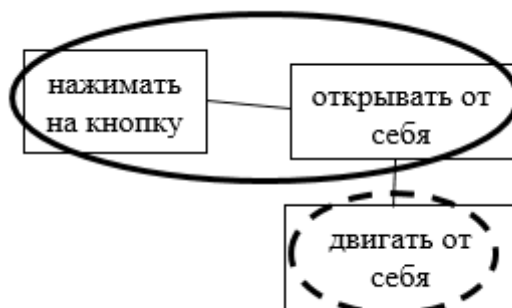 нажимать
на кнопку
открывать от
себя
двигать от
себя